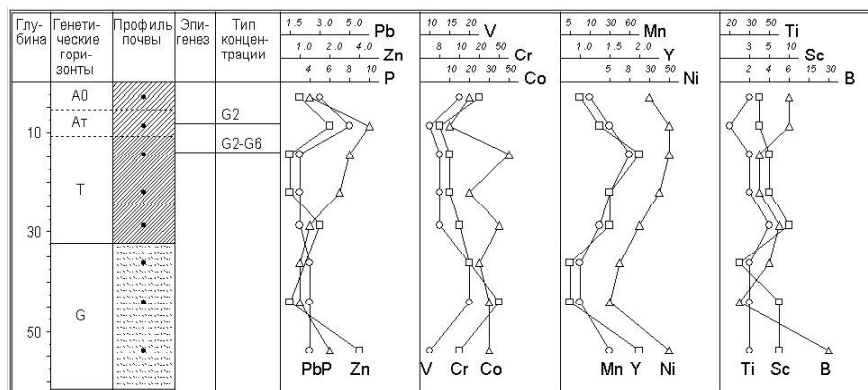 Глу-
бина
Генети-
ческие
гори-
зонты
Профиль
почвы
Эпи-
генез
Тип
концен-
трации
1.5 3.0 5.0 Pb
1.0 2.0 4.0 Zn
4 6 8 10 P
10 15 20 V
8 20 30 50 Cr
10 20 30 50 Co
5 10 30 60 Mn
1.0 1.5 2.0 Y
5 8 30 50 Ni
20 30 50 Ti
3 5 10 Sc
2 4 6 15 30 B
A0
Ат
Т
G
10
30
50
G2
G2-G6
Pb P Zn
V Cr Co
Mn Y Ni
Ti Sc B